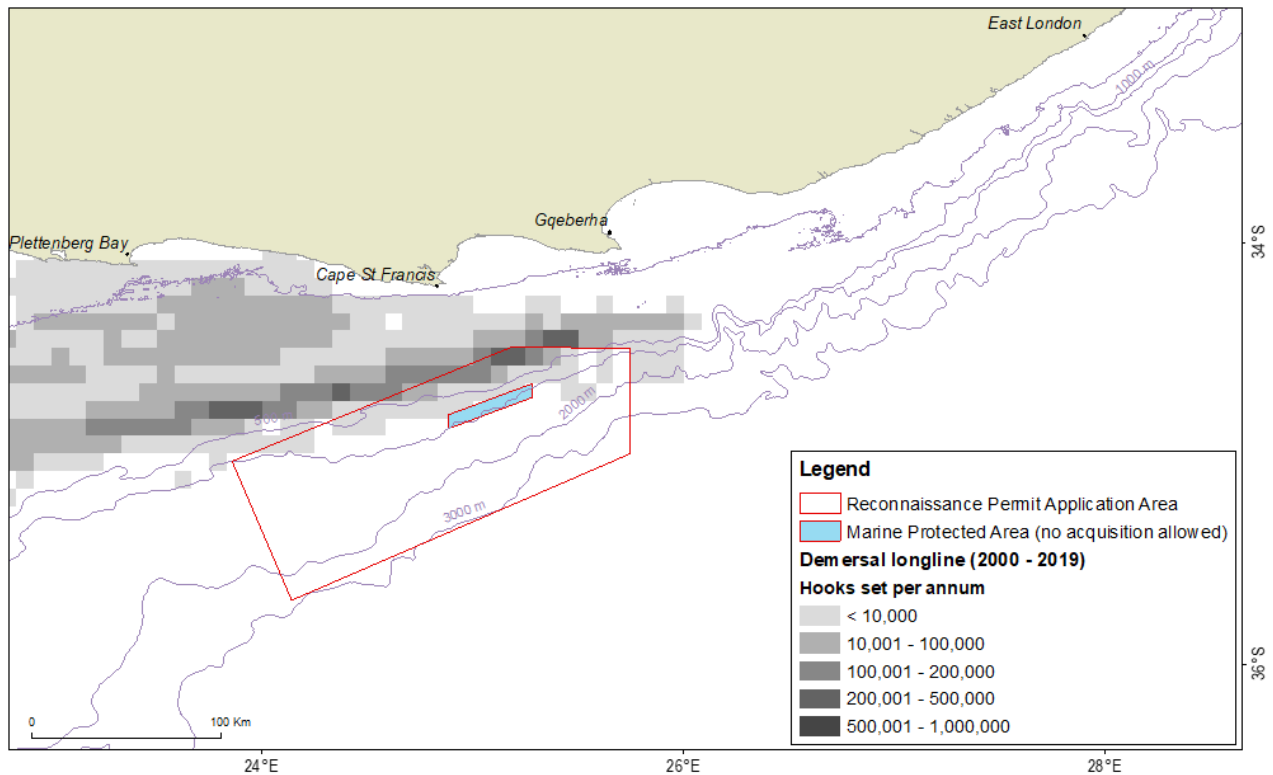 East London
1000 m
Gqeberha
34°S
Plettenberg Bay
Cape St Francis
2000 m
3000 m
Legend
Reconnaissance Permit Application Area
Marine Protected Area (no acquisition allowed)
Demersal longline (2000 - 2019)
Hooks set per annum
< 10,000
10,001 - 100,000
100,001 - 200,000
200,001 - 500,000
500,001 - 1,000,000
36°S
0 100 Km
24°E 26°E 28°E